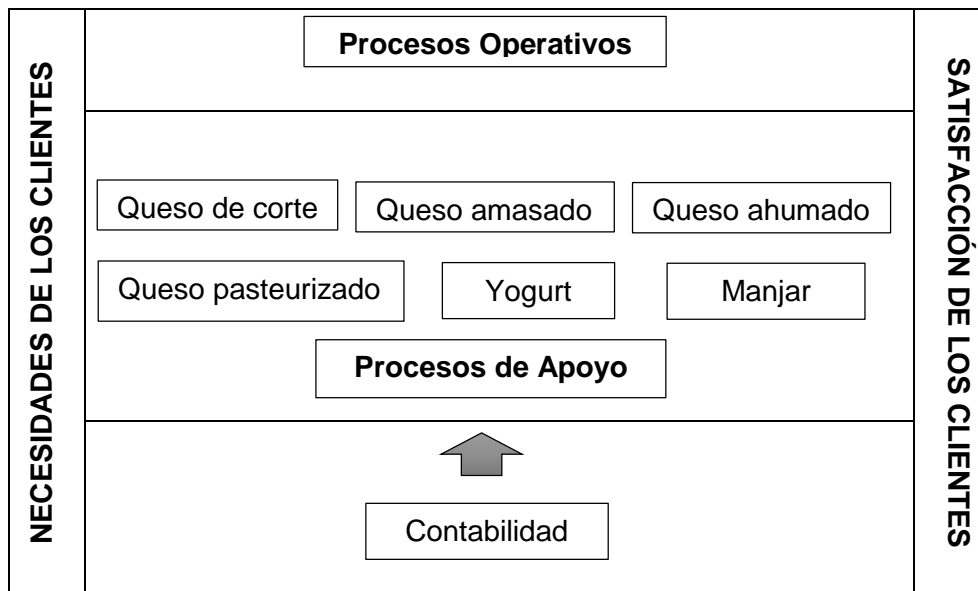 NECESIDADES DE LOS CLIENTES
Procesos Operativos
Queso de corte
Queso amasado
Queso ahumado
Queso pasteurizado
Yogurt
Manjar
Procesos de Apoyo
Contabilidad
SATISFACCIÓN DE LOS CLIENTES